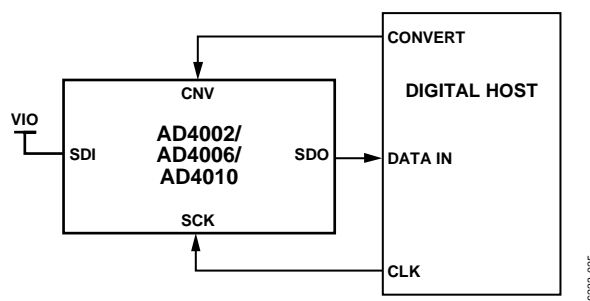 CONVERT
CNV
DIGITAL HOST
VIO
AD4002/
AD4006/
AD4010
SDI
SDO
DATA IN
SCK
CLK